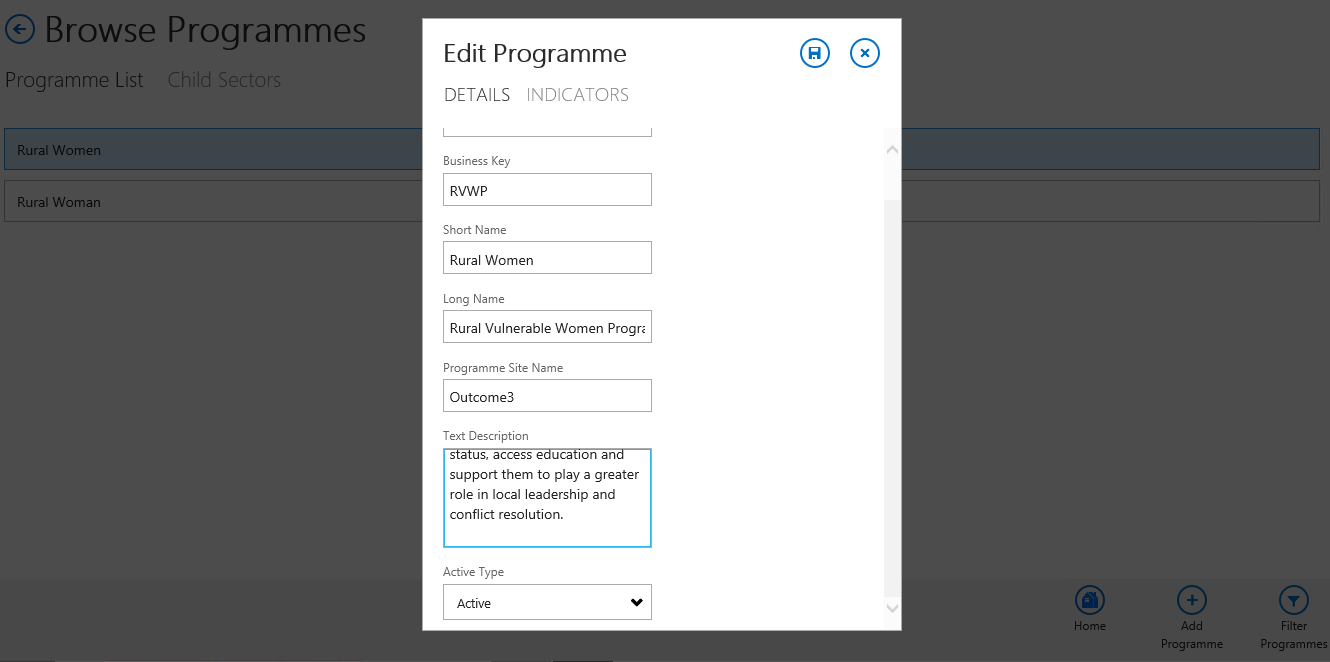 Browse Programmes
Programme List Child Sectors
Rural Women
Rural Woman
Edit Programme
DETAILS INDICATORS
Business Key
RVWP
Short Name
Rural Women
Long Name
Rural Vulnerable Women Progra
Programme Site Name
Outcome3
Text Description
status, access education and
support them to play a greater
role in local leadership and
conflict resolution.
Active Type
Active
Home
Add
Programme
Filter
Programmes